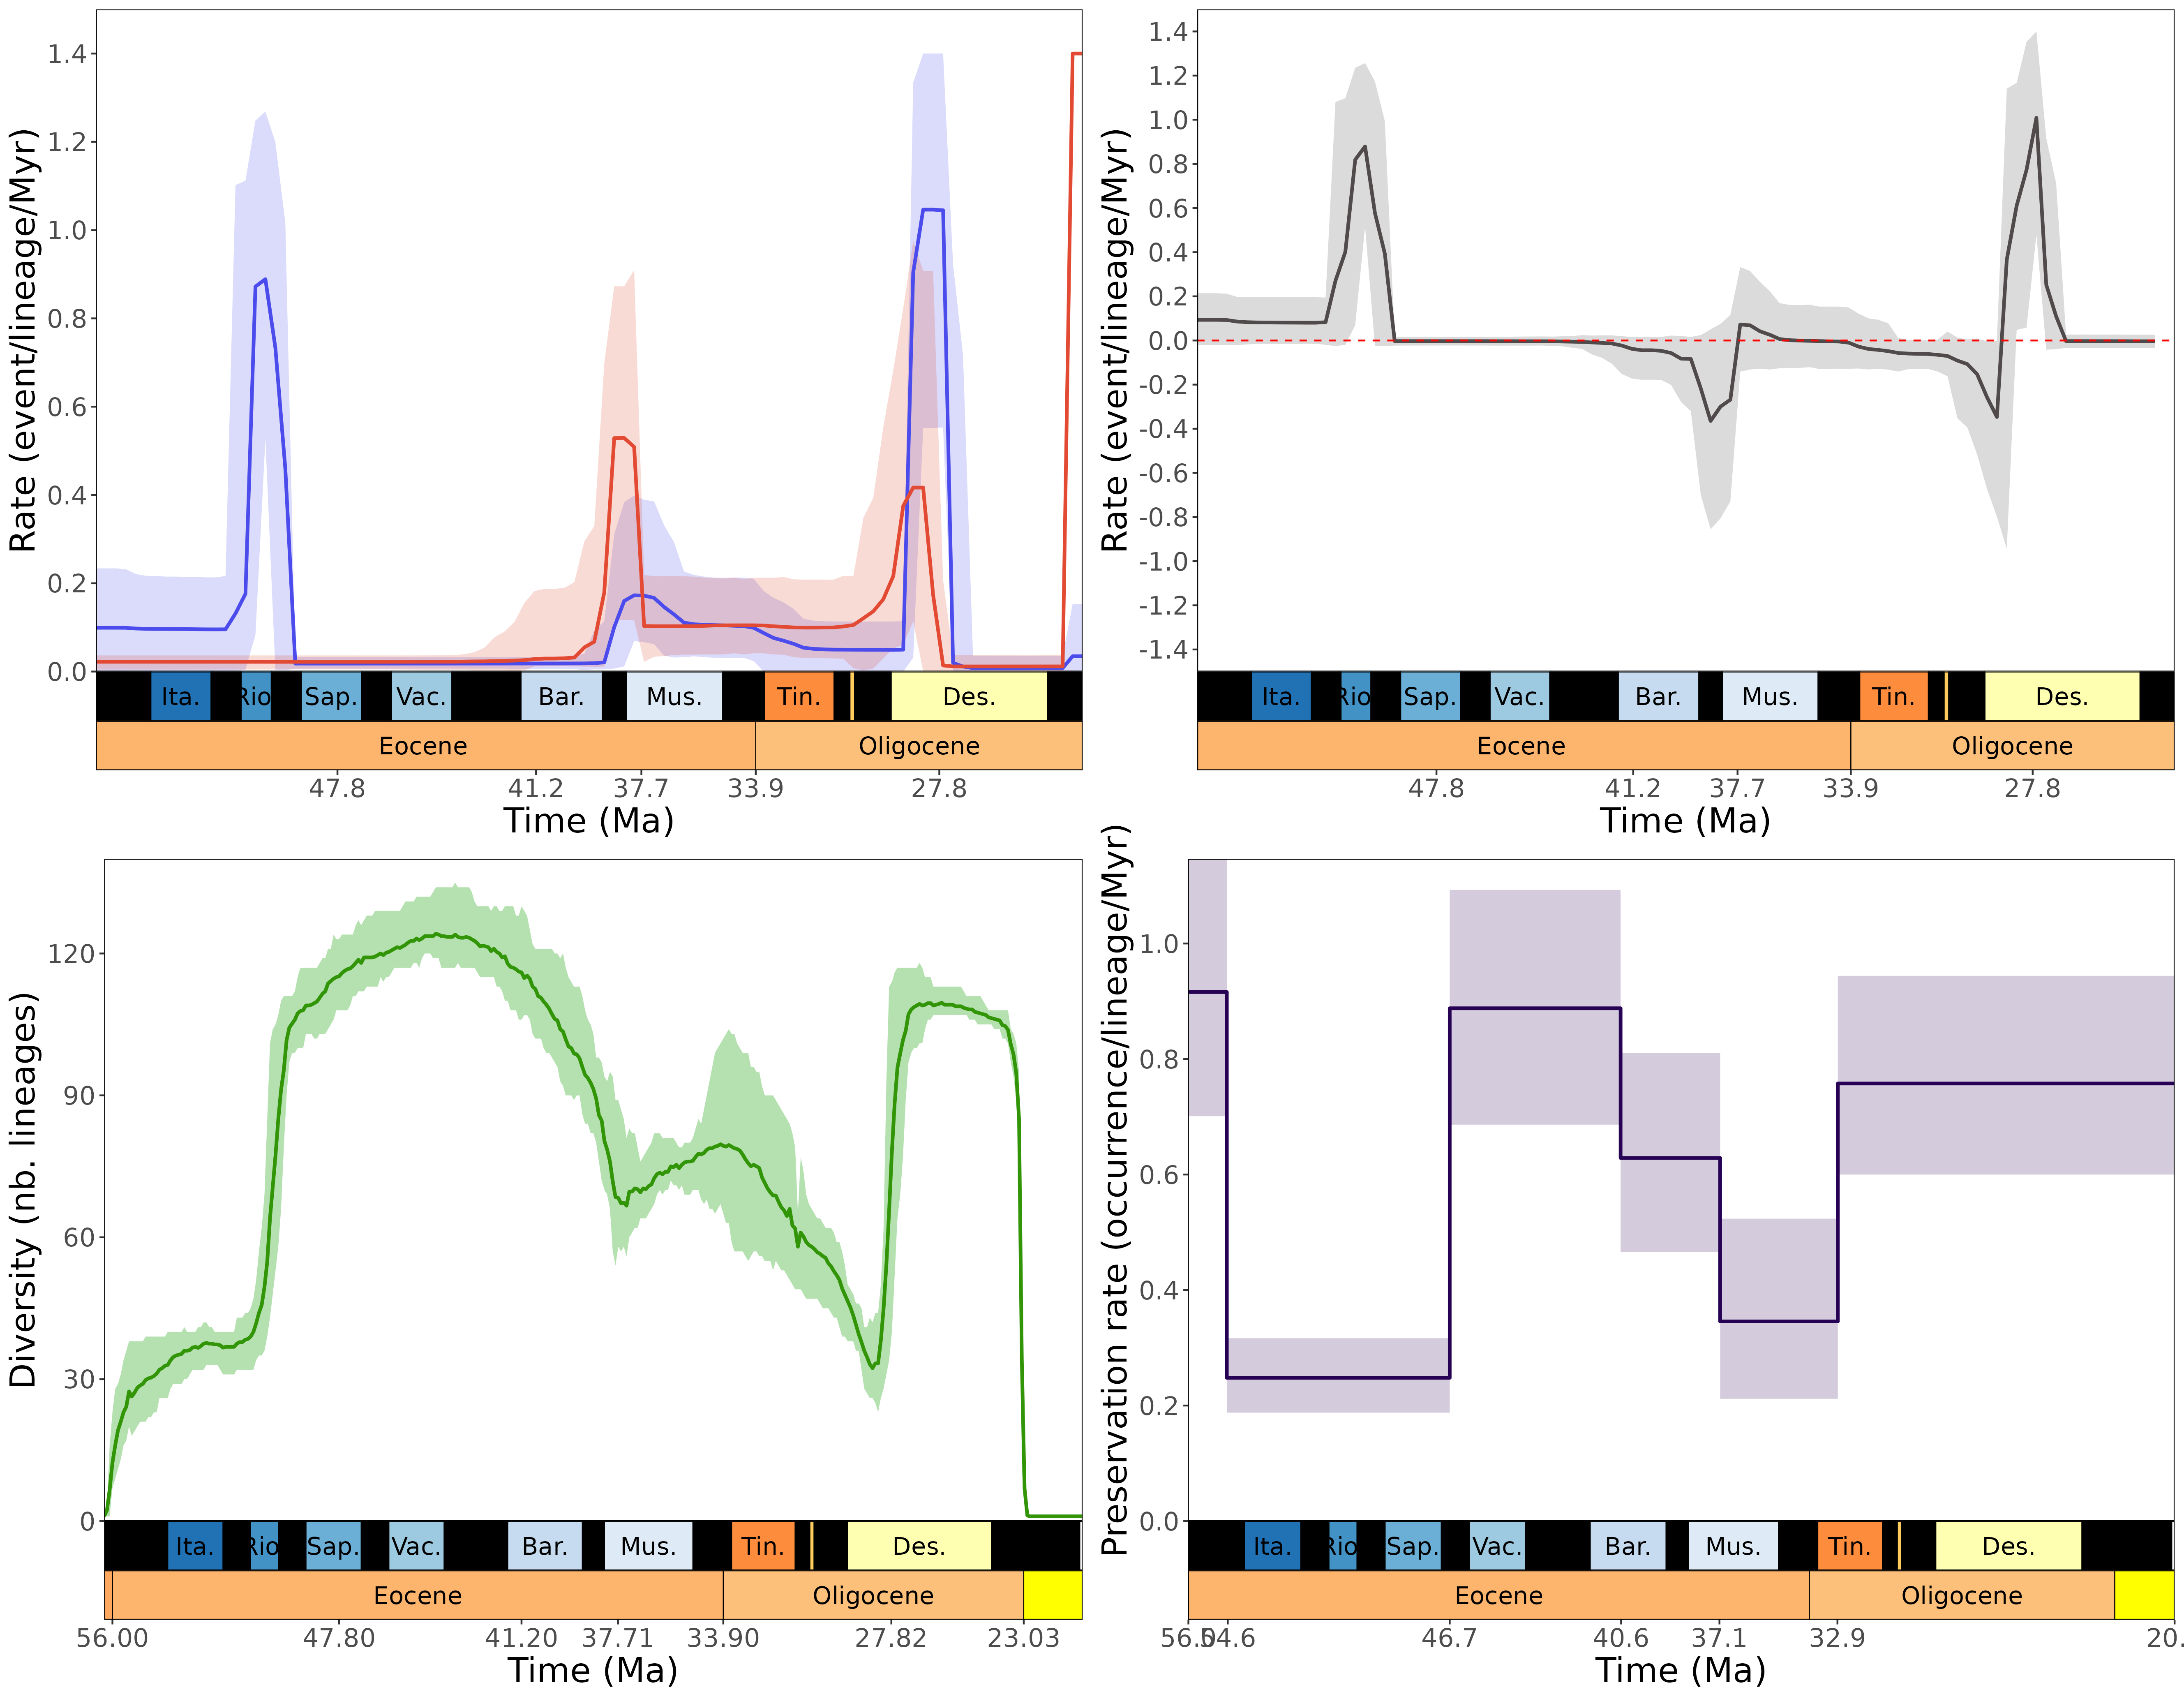 Rate (event/lineage/Myr)
1.4
1.2
1.0
0.8
0.6
0.4
0.2
0.0
Ita. Rio Sap. Vac. Bar. Mus. Tin. Des.
Eocene Oligocene
47.8 41.2 37.7 33.9 27.8
Time (Ma)
Rate (event/lineage/Myr)
1.4
1.2
1.0
0.8
0.6
0.4
0.2
0.0
-0.2
-0.4
-0.6
-0.8
-1.0
-1.2
-1.4
Ita. Rio Sap. Vac. Bar. Mus. Tin. Des.
Eocene Oligocene
47.8 41.2 37.7 33.9 27.8
Time (Ma)
Diversity (nb. lineages)
120
90
60
30
0
Ita. Rio Sap. Vac. Bar. Mus. Tin. Des.
Eocene Oligocene
56.00 47.80 41.20 37.71 33.90 27.82 23.03
Time (Ma)
Preservation rate (occurrence/lineage/Myr)
1.0
0.8
0.6
0.4
0.2
0.0
Ita. Rio Sap. Vac. Bar. Mus. Tin. Des.
Eocene Oligocene
54.6 46.7 40.6 37.1 32.9 20.
Time (Ma)